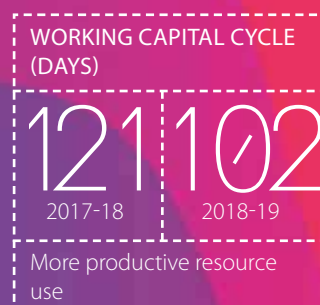 WORKING CAPITAL CYCLE
(DAYS)
121 102
2017-18 2018-19
More productive resource
use